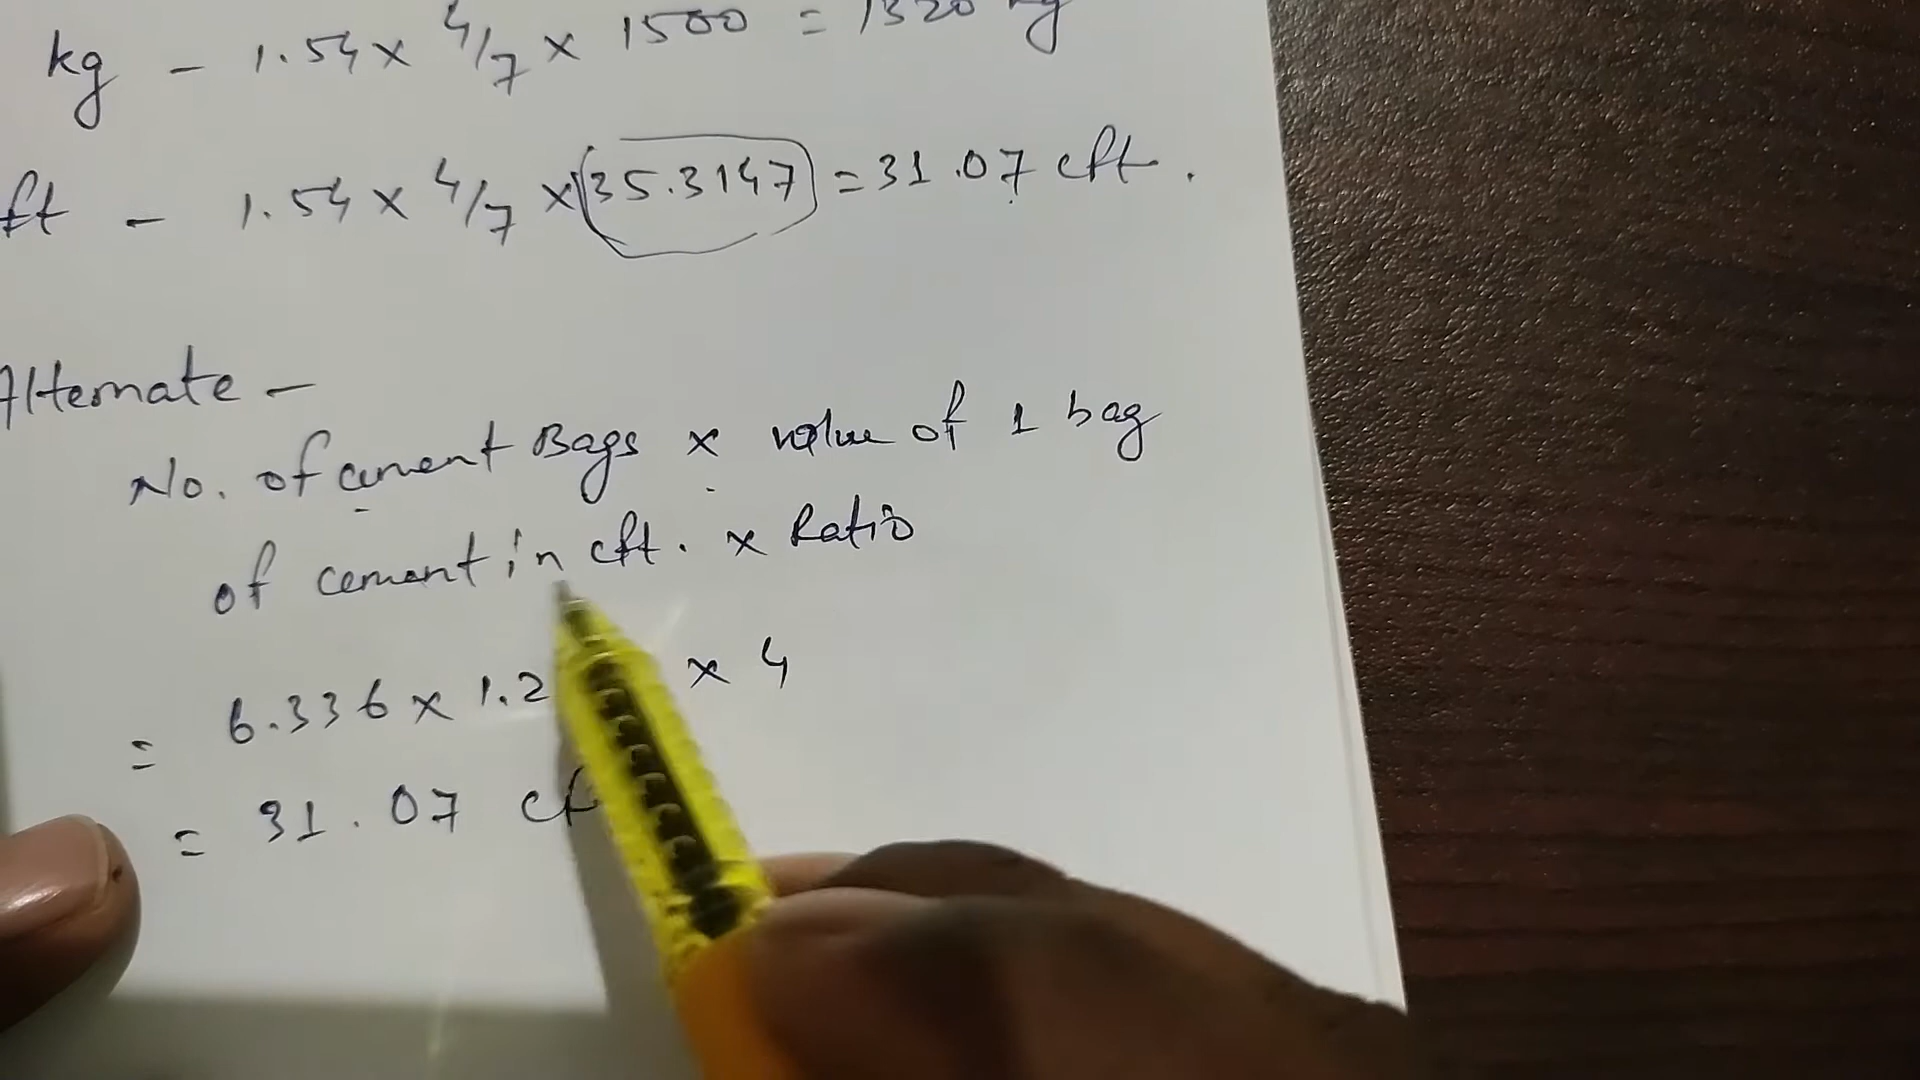 kg - 1.54 x 4/7 x 1500 = 1320 kg
ft - 1.54 x 4/7 x 35.3147 = 31.07 cft.
Alternate -
No. of cement Bags x value of 1 bag
of cement in cft. x Ratio
= 6.336 x 1.2 x 4
= 31.07 cf